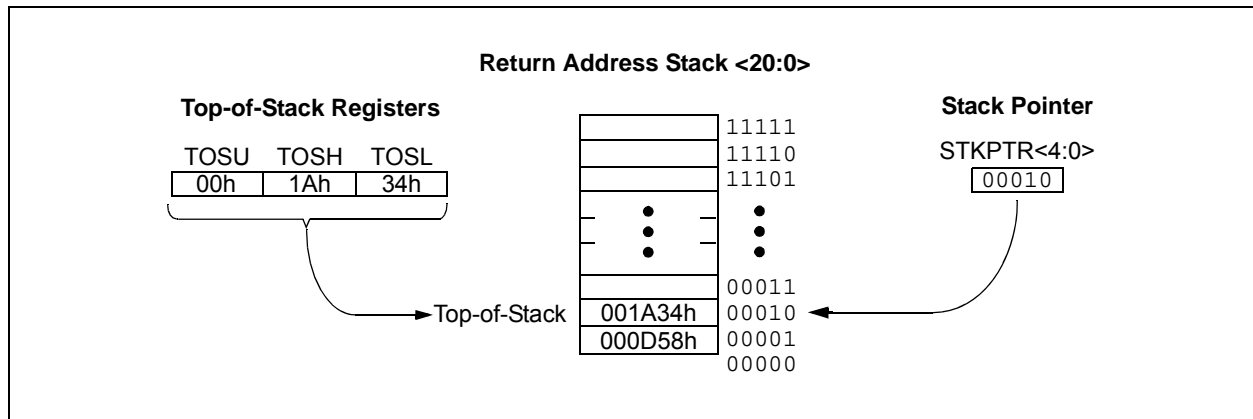 Return Address Stack <20:0>
Top-of-Stack Registers
Stack Pointer
TOSU TOSH TOSL
STKPTR<4:0>
00h 1Ah 34h
00010
11111
11110
11101
00011
Top-of-Stack 001A34h 00010
000D58h 00001
00000